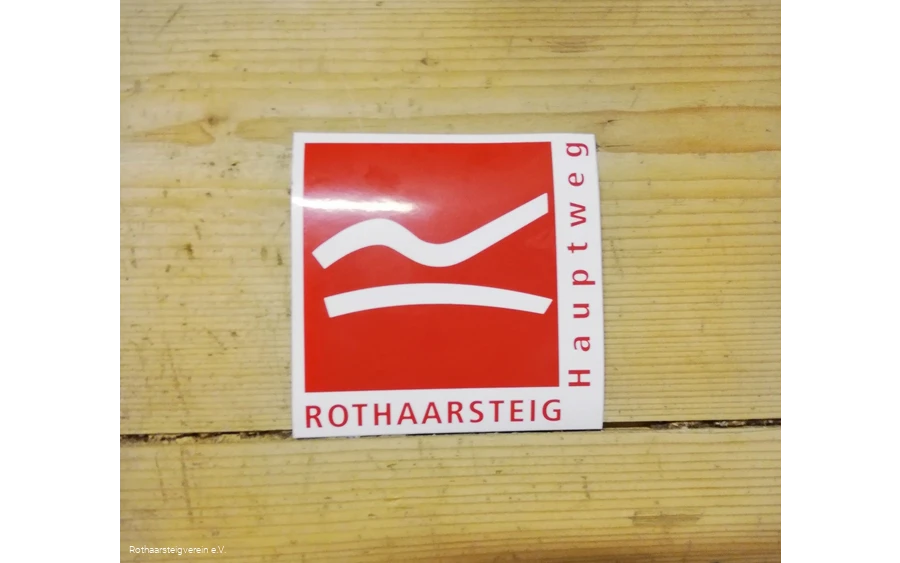 Hauptweg
ROTHAARSTEIG
Rothaarsteigverein e.V.